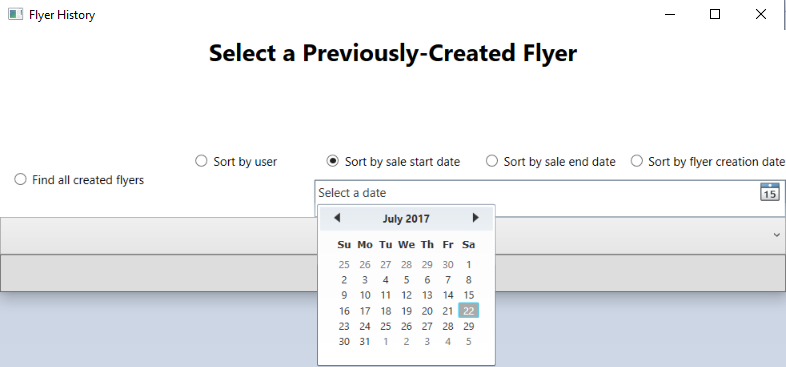 Flyer History
Select a Previously-Created Flyer
Sort by user Sort by sale start date Sort by sale end date Sort by flyer creation date
Find all created flyers
Select a date 15
July 2017
Su Mo Tu We Th Fr Sa
25 26 27 28 29 30 1
2 3 4 5 6 7 8
9 10 11 12 13 14 15
16 17 18 19 20 21 22
23 24 25 26 27 28 29
30 31 1 2 3 4 5